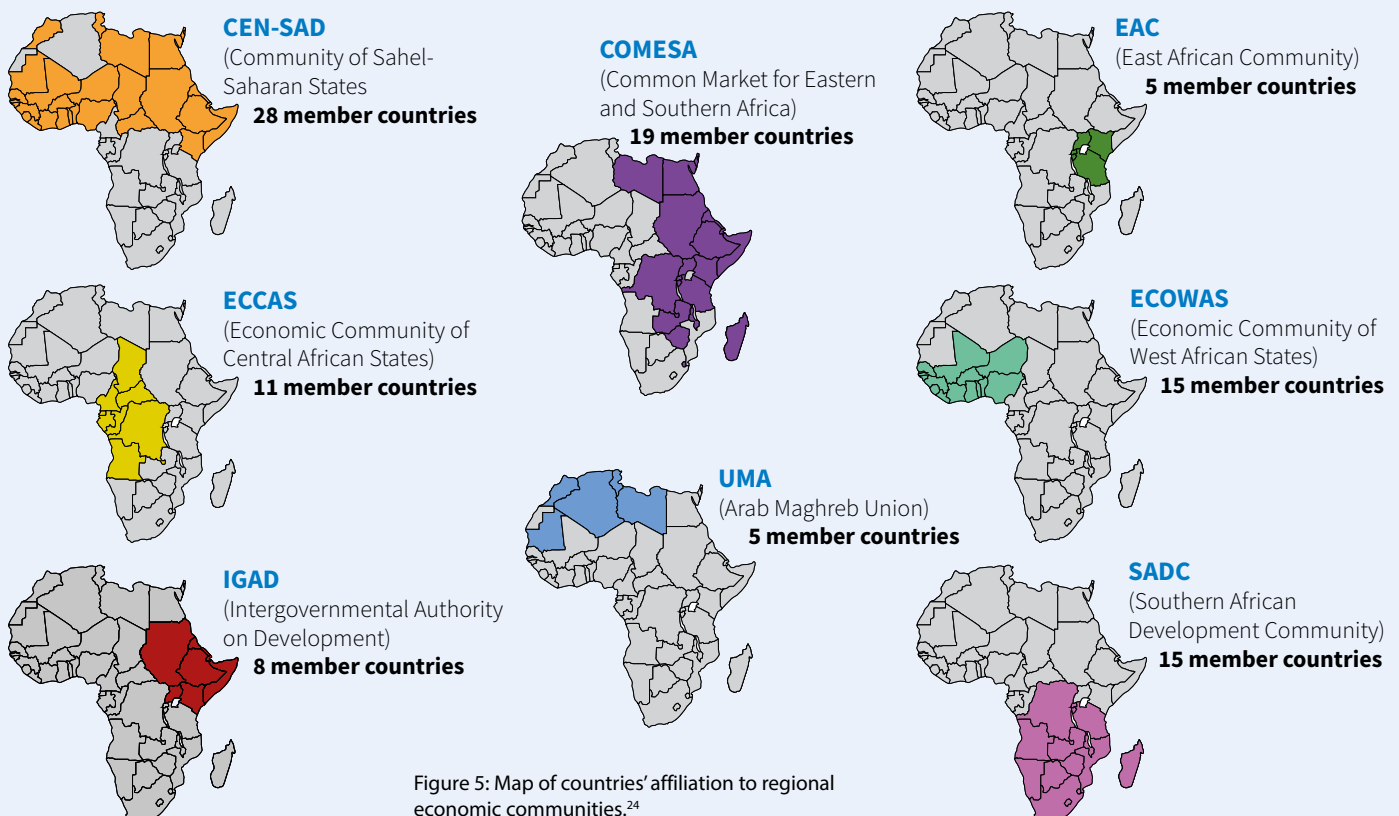 CEN-SAD
(Community of Sahel-
Saharan States
28 member countries
COMESA
(Common Market for Eastern
and Southern Africa)
19 member countries
EAC
(East African Community)
5 member countries
ECCAS
(Economic Community of
Central African States)
11 member countries
ECOWAS
(Economic Community of
West African States)
15 member countries
UMA
(Arab Maghreb Union)
5 member countries
IGAD
(Intergovernmental Authority
on Development)
8 member countries
SADC
(Southern African
Development Community)
15 member countries
Figure 5: Map of countries’ affiliation to regional
economic communities.24